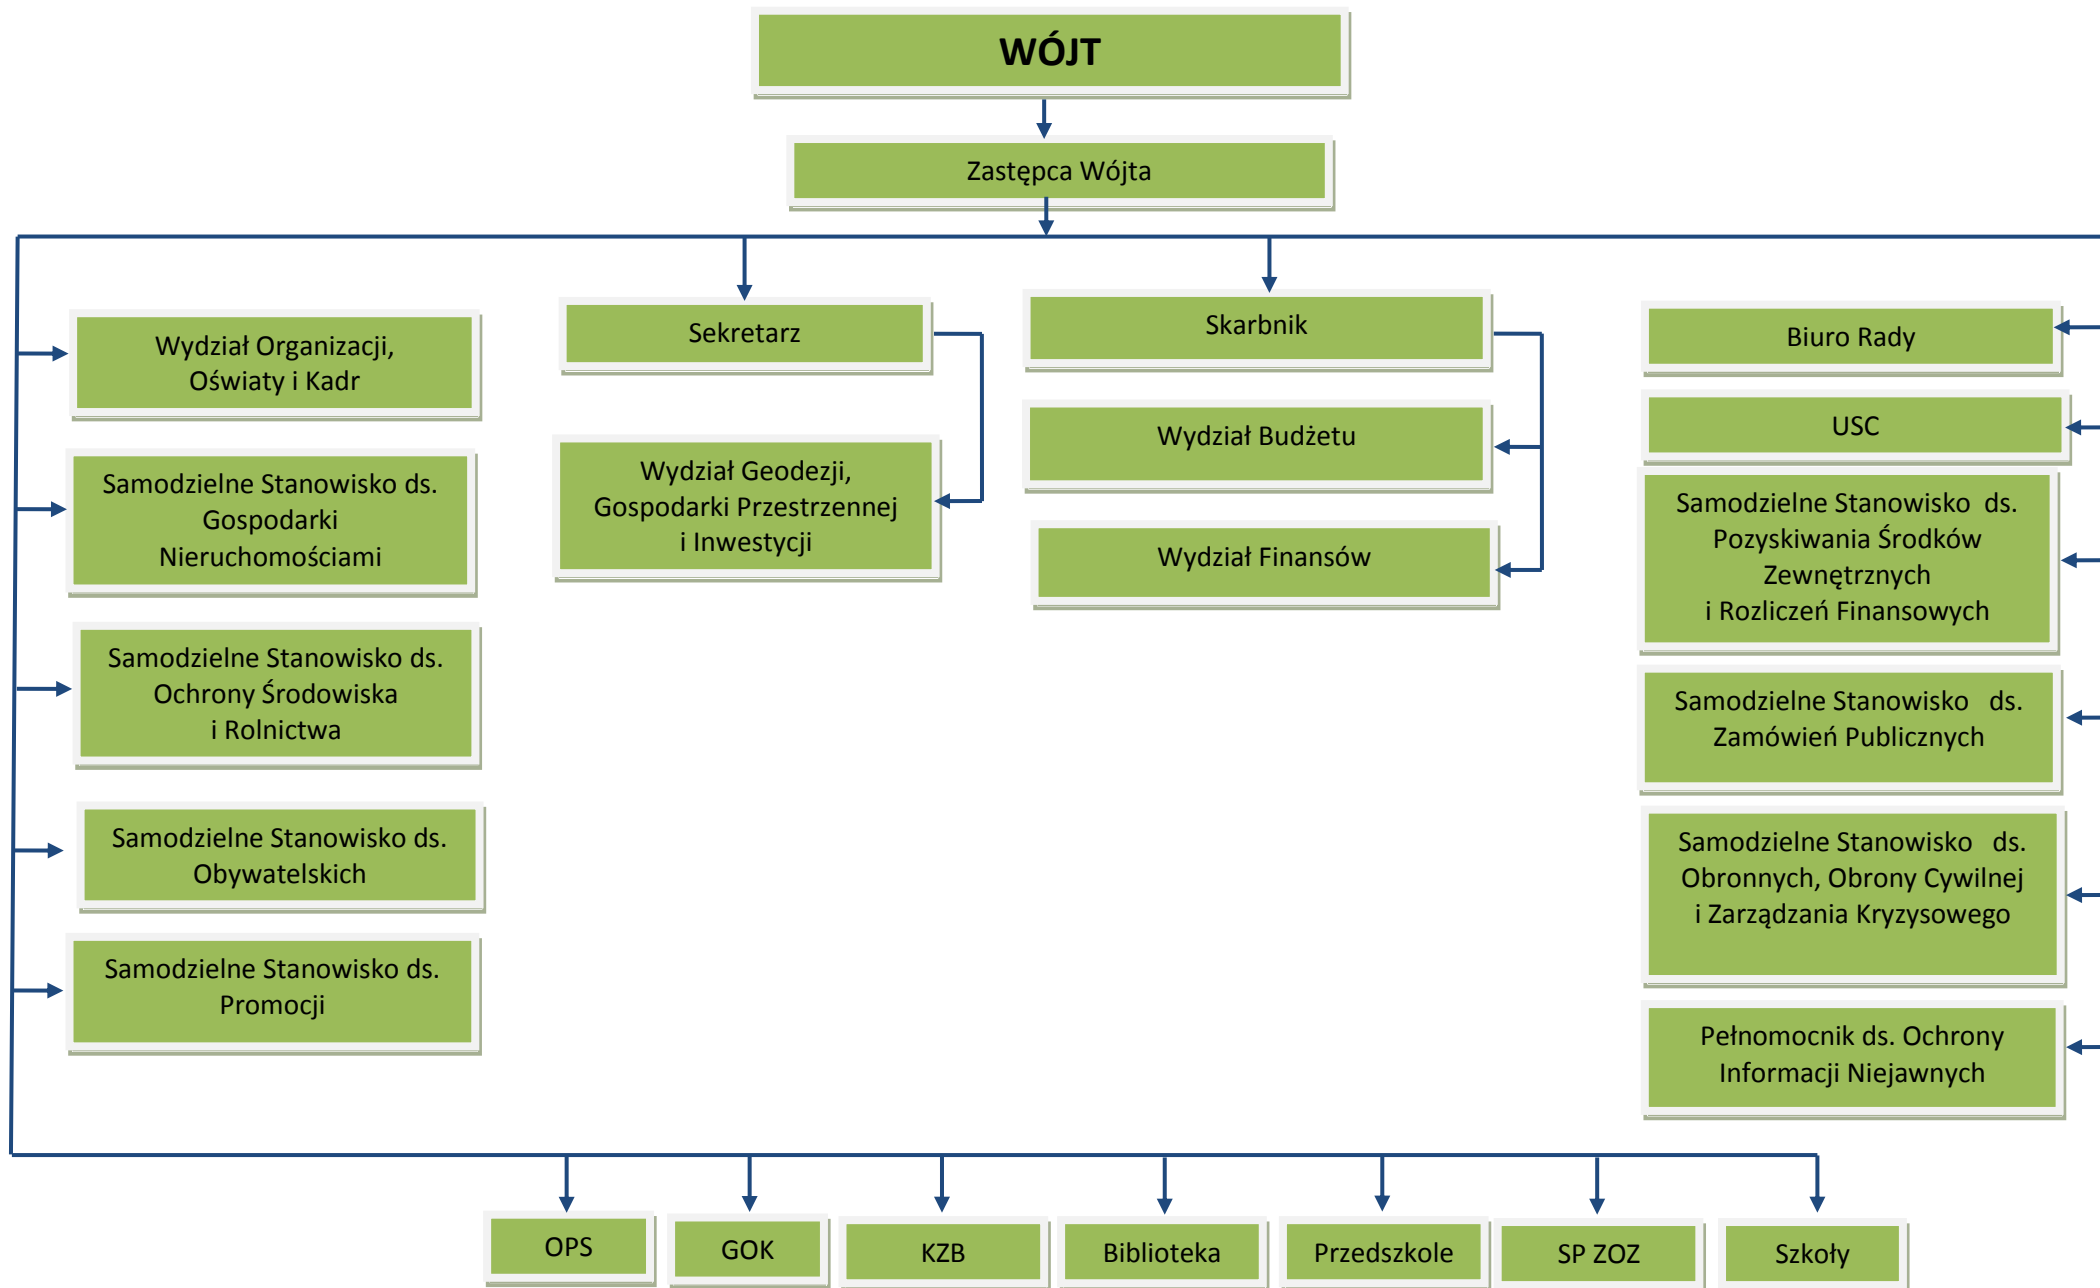 WÓJT
Zastępca Wójta
Wydział Organizacji,
Oświaty i Kadr
Samodzielne Stanowisko ds.
Gospodarki
Nieruchomościami
Samodzielne Stanowisko ds.
Ochrony Środowiska
i Rolnictwa
Samodzielne Stanowisko ds.
Obywatelskich
Samodzielne Stanowisko ds.
Promocji
Sekretarz
Wydział Geodezji,
Gospodarki Przestrzennej
i Inwestycji
Skarbnik
Wydział Budżetu
Wydział Finansów
Biuro Rady
USC
Samodzielne Stanowisko ds.
Pozyskiwania Środków
Zewnętrznych
i Rozliczeń Finansowych
Samodzielne Stanowisko ds.
Zamówień Publicznych
Samodzielne Stanowisko ds.
Obronnych, Obrony Cywilnej
i Zarządzania Kryzysowego
Pełnomocnik ds. Ochrony
Informacji Niejawnych
OPS
GOK
KZB
Biblioteka
Przedszkole
SP ZOZ
Szkoły